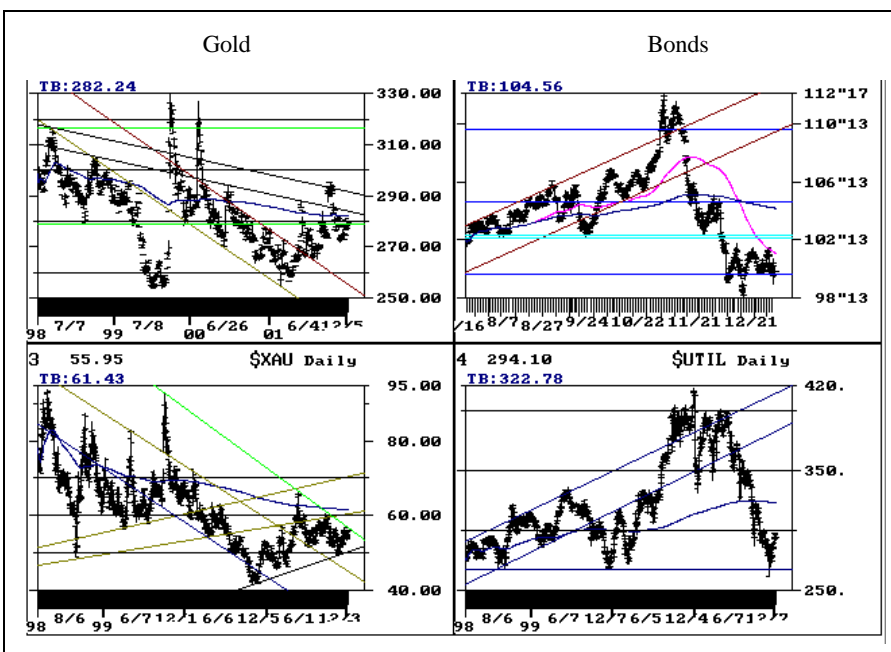 Gold Bonds
TB:282.24
330.00
310.00
290.00
270.00
250.00
98 7/7 99 7/8 00 6/26 01 6/4
TB:104.56
112"17
110"13
106"13
102"13
98"13
/16 8/7 8/27 9/24 10/22 11/21 12/21
3 55.95 $XAU Daily
TB:61.43
95.00
80.00
60.00
40.00
98 8/6 99 6/7 12/1 6/6 12/5 6/1
4 294.10 $UTIL Daily
TB:322.78
420.
350.
250.
98 8/6 99 6/7 12/7 6/5 12/4 6/7